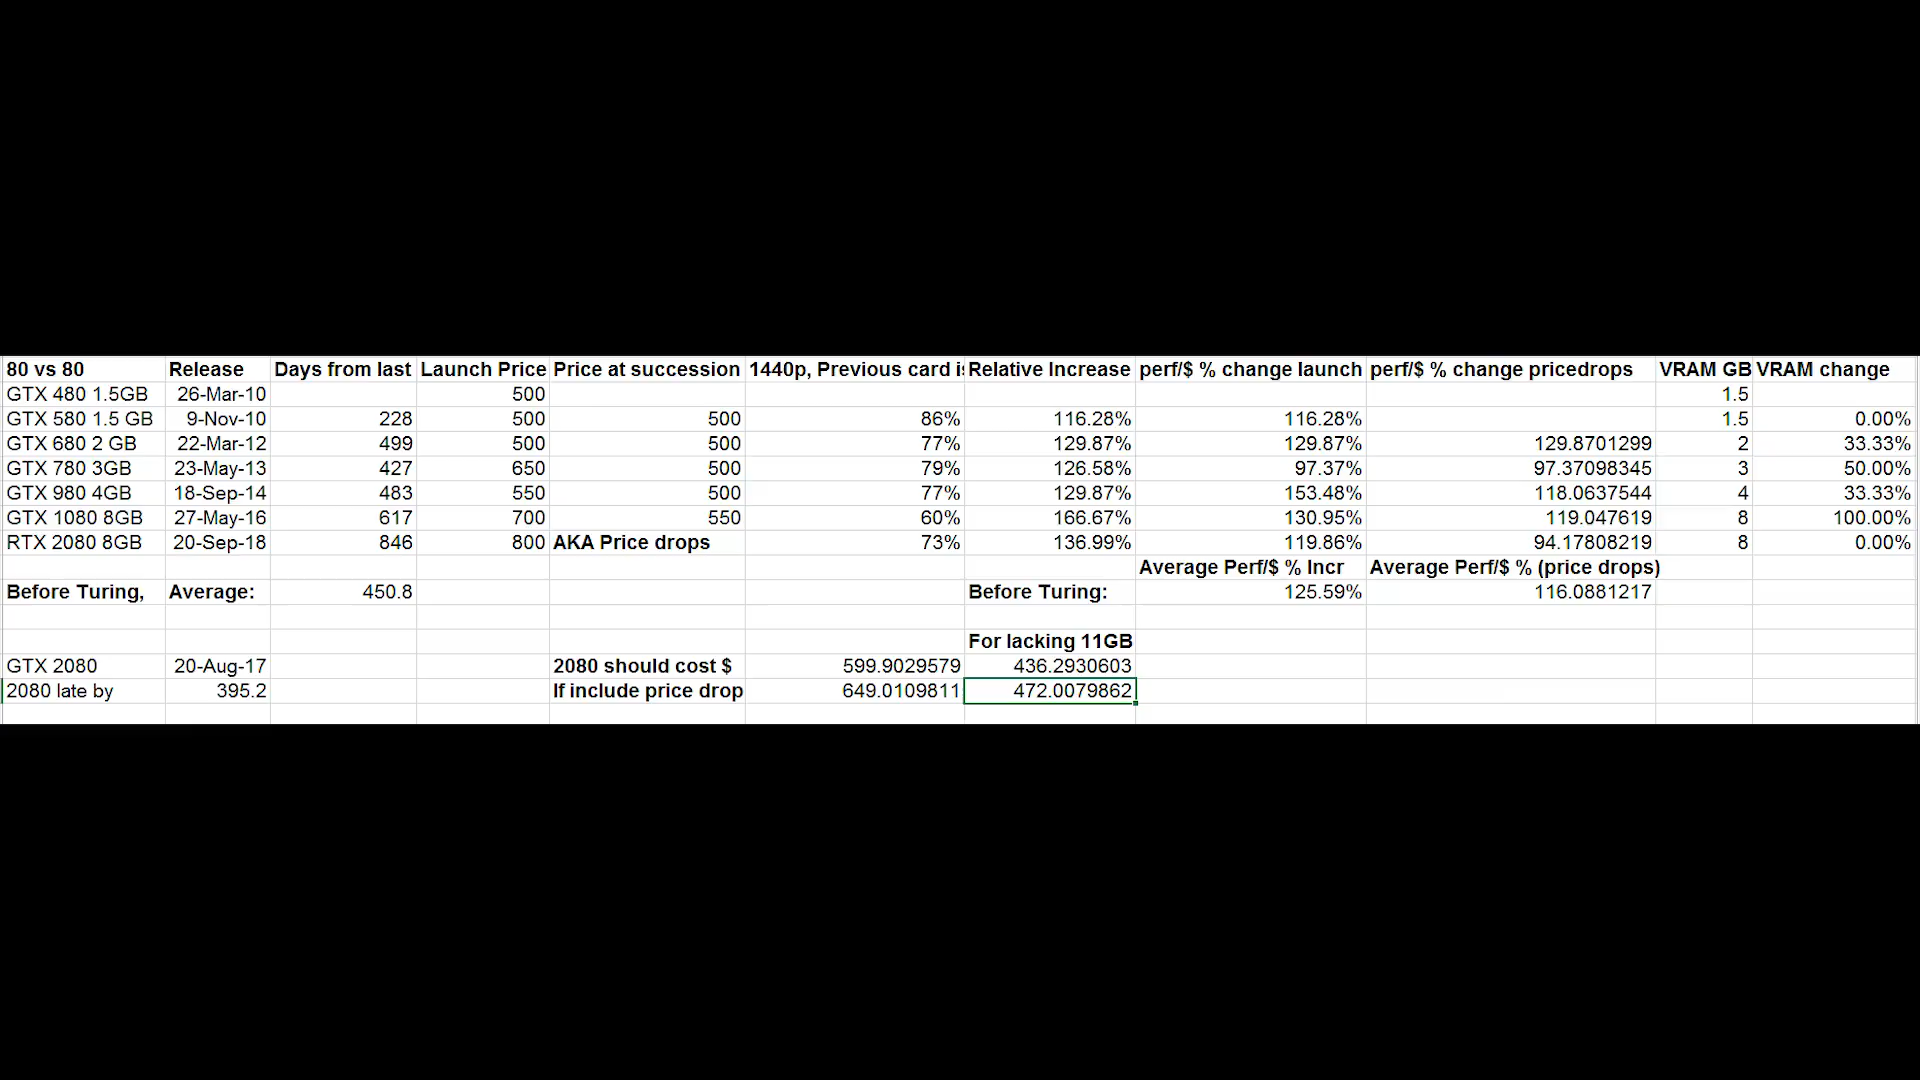 80 vs 80 Release Days from last Launch Price Price at succession 1440p, Previous card i Relative Increase perf/$ % change launch perf/$ % change pricedrops VRAM GB VRAM change
GTX 480 1.5GB 26-Mar-10 500 1.5
GTX 580 1.5 GB 9-Nov-10 228 500 500 86% 116.28% 116.28% 1.5 0.00%
GTX 680 2 GB 22-Mar-12 499 500 500 77% 129.87% 129.87% 129.8701299 2 33.33%
GTX 780 3GB 23-May-13 427 650 500 79% 126.58% 97.37% 97.37098345 3 50.00%
GTX 980 4GB 18-Sep-14 483 550 500 77% 129.87% 153.48% 118.0637544 4 33.33%
GTX 1080 8GB 27-May-16 617 700 550 60% 166.67% 130.95% 119.047619 8 100.00%
RTX 2080 8GB 20-Sep-18 846 800 AKA Price drops 73% 136.99% 119.86% 94.17808219 8 0.00%
Average Perf/$ % Incr Average Perf/$ % (price drops)
Before Turing, Average: 450.8 Before Turing: 125.59% 116.0881217
For lacking 11GB
GTX 2080 20-Aug-17 2080 should cost $ 599.9029579 436.2930603
2080 late by 395.2 If include price drop 649.0109811 472.0079862